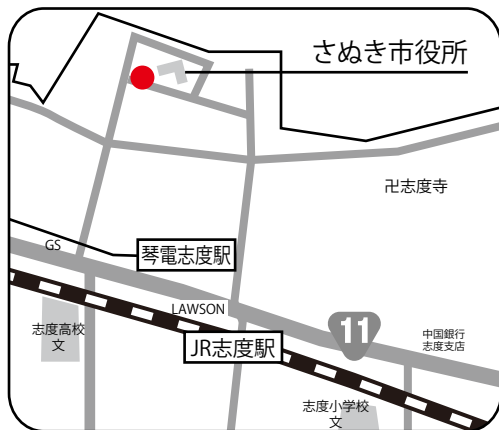 さぬき市役所
卍志度寺
GS
琴電志度駅
LAWSON
11
中国銀行
志度支店
志度高校
文
JR志度駅
志度小学校
文